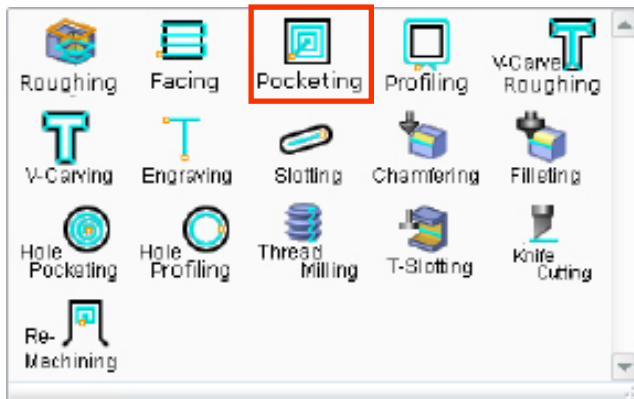 Roughing
Facing
Pocketing
Profiling
V-Carve
Roughing
V-Carving
Engraving
Slotting
Chamfering
Filleting
Hole
Pocketing
Hole
Profiling
Thread
Milling
T-Slotting
Knife
Cutting
Re-
Machining